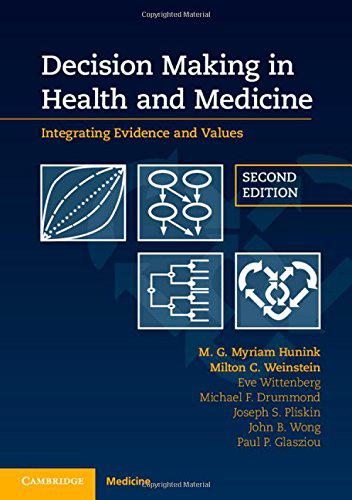 Decision Making in
Health and Medicine
Integrating Evidence and Values
SECOND
EDITION
M. G. Myriam Hunink
Milton C. Weinstein
Eve Wittenberg
Michael F. Drummond
Joseph S. Pliskin
John B. Wong
Paul P. Glasziou
CAMBRIDGE
Medicine
Copyrighted Material
Copyrighted Material